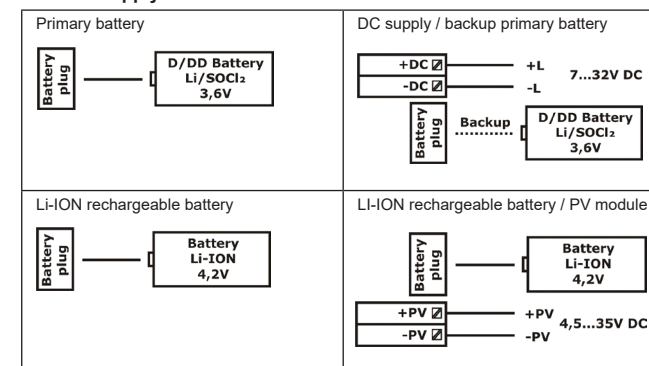 supply
Primary battery
Battery
plug
D/DD Battery
Li/SOCl₂
3,6V
DC supply / backup primary battery
+DC
-DC
+L
-L
7...32V DC
Battery
plug
Backup
D/DD Battery
Li/SOCl₂
3,6V
Li-ION rechargeable battery
Battery
plug
Battery
Li-ION
4,2V
LI-ION rechargeable battery / PV module
Battery
plug
Battery
Li-ION
4,2V
+PV
-PV
+PV
-PV
4,5...35V DC